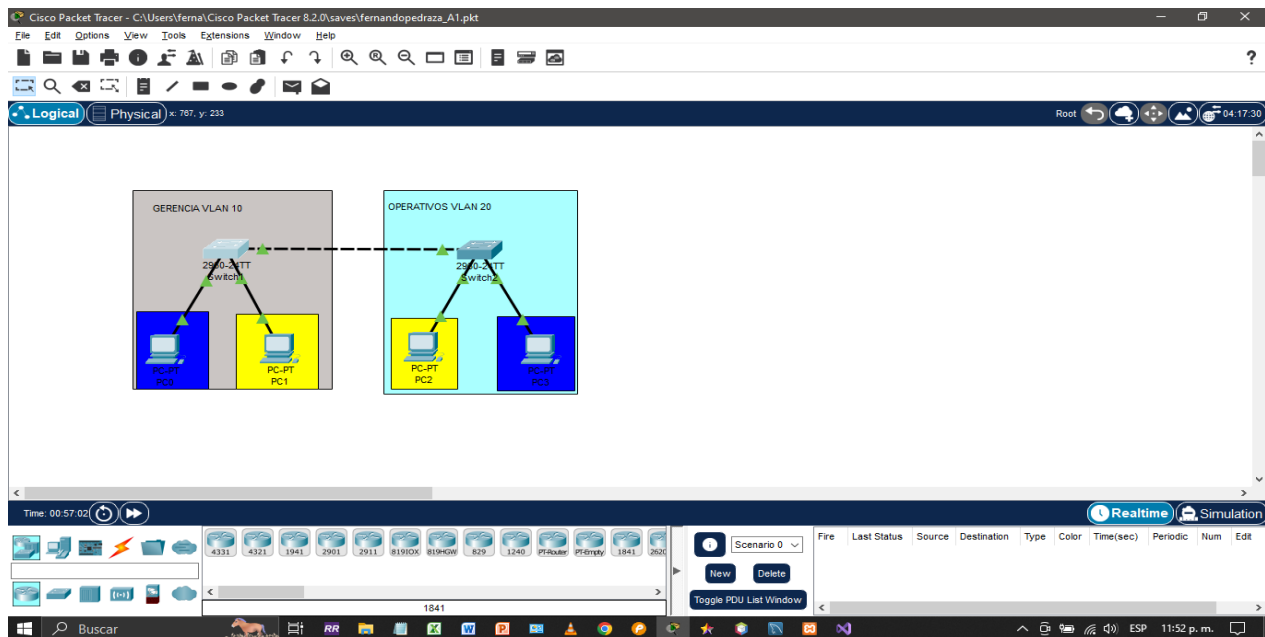 Cisco Packet Tracer - C:\Users\ferna\Cisco Packet Tracer 8.2.0\saves\fernandopedraza_A1.pkt
File Edit Options View Tools Extensions Window Help
?
Logical Physical x: 767, y: 233 Root 04:17:30
GERENCIA VLAN 10 OPERATIVOS VLAN 20
2960-24TT 2960-24TT
Switch1 Switch2
PC-PT PC-PT PC-PT PC-PT
PC0 PC1 PC2 PC3
Time: 00:57:02 Realtime Simulation
4331 4321 1941 2901 2911 819IOX 819HGW 829 1240 PT-Router PT-Empty 1841 262
Scenario 0 Fire Last Status Source Destination Type Color Time(sec) Periodic Num Edit
New Delete
Toggle PDU List Window
1841
Buscar RR X W P ESP 11:52 p. m.